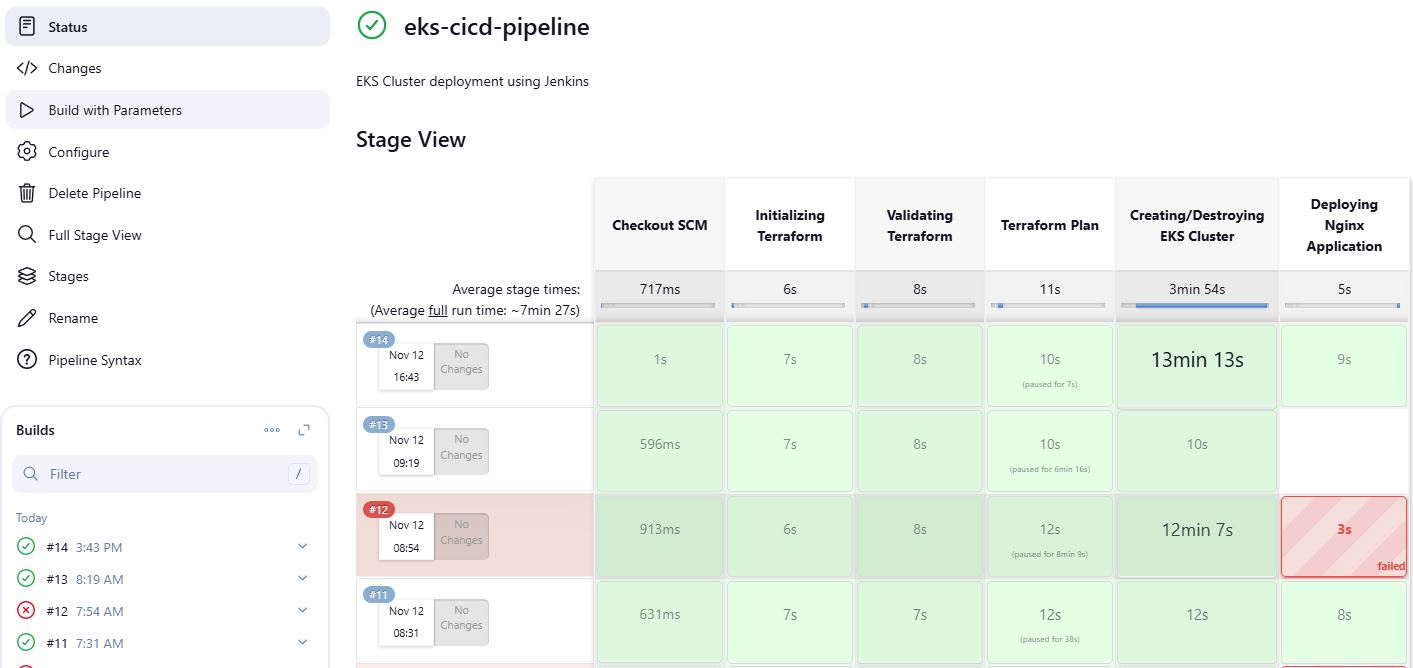 Status
Changes
Build with Parameters
Configure
Delete Pipeline
Full Stage View
Stages
Rename
Pipeline Syntax
Builds
Filter
/
Today
#14 3:43 PM
#13 8:19 AM
#12 7:54 AM
#11 7:31 AM
eks-cicd-pipeline
EKS Cluster deployment using Jenkins
Stage View
Checkout SCM
Initializing
Terraform
Validating
Terraform
Terraform Plan
Creating/Destroying
EKS Cluster
Deploying
Nginx
Application
Average stage times:
(Average full run time: ~7min 27s)
717ms
6s
8s
11s
3min 54s
5s
#14
Nov 12
16:43
No
Changes
1s
7s
8s
10s
(paused for 7s)
13min 13s
9s
#13
Nov 12
09:19
No
Changes
596ms
7s
8s
10s
(paused for 6min 16s)
10s
#12
Nov 12
08:54
No
Changes
913ms
6s
8s
12s
(paused for 8min 9s)
12min 7s
3s
failed
#11
Nov 12
08:31
No
Changes
631ms
7s
7s
12s
(paused for 38s)
12s
8s